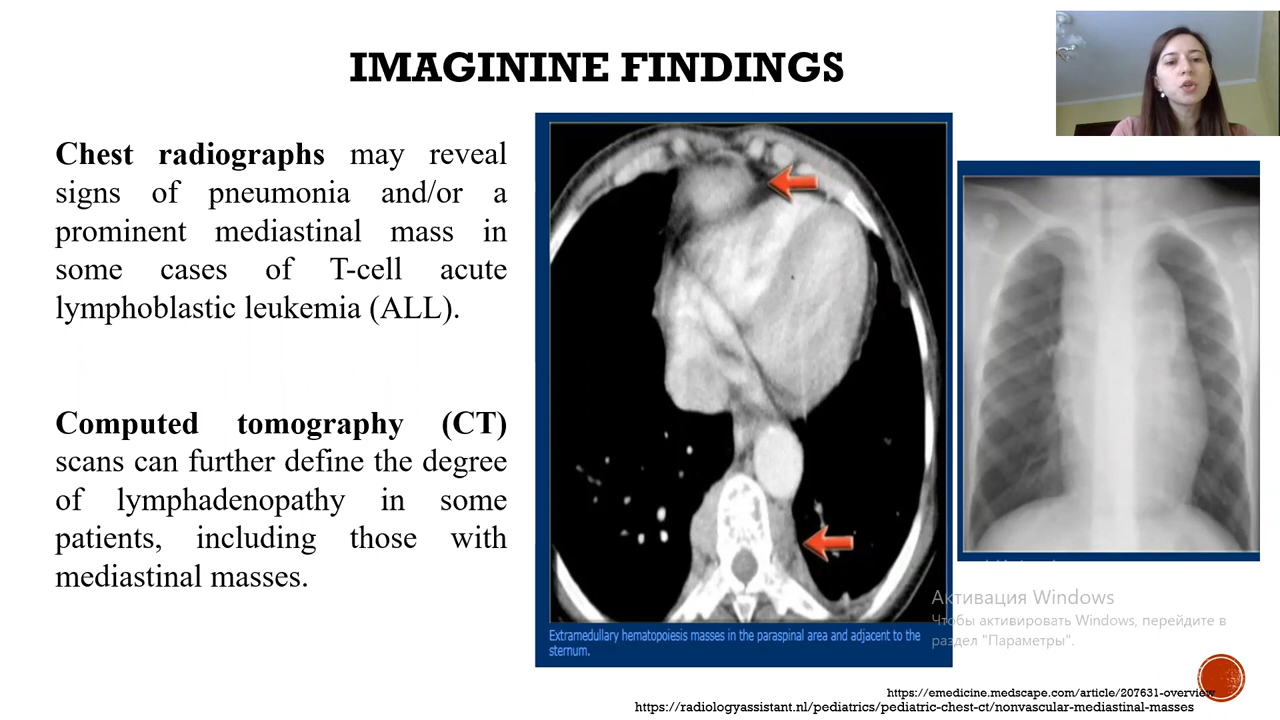 IMAGININE FINDINGS
Chest radiographs may reveal
signs of pneumonia and/or a
prominent mediastinal mass in
some cases of T-cell acute
lymphoblastic leukemia (ALL).
Computed tomography (CT)
scans can further define the degree
of lymphadenopathy in some
patients, including those with
mediastinal masses.
Extramedullary hematopoiesis masses in the paraspinal area and adjacent to the
sternum.
Активация Windows
Чтобы активировать Windows, перейдите в
раздел "Параметры".
https://emedicine.medscape.com/article/207631-overview
https://radiologyassistant.nl/pediatrics/pediatric-chest-ct/nonvascular-mediastinal-masses